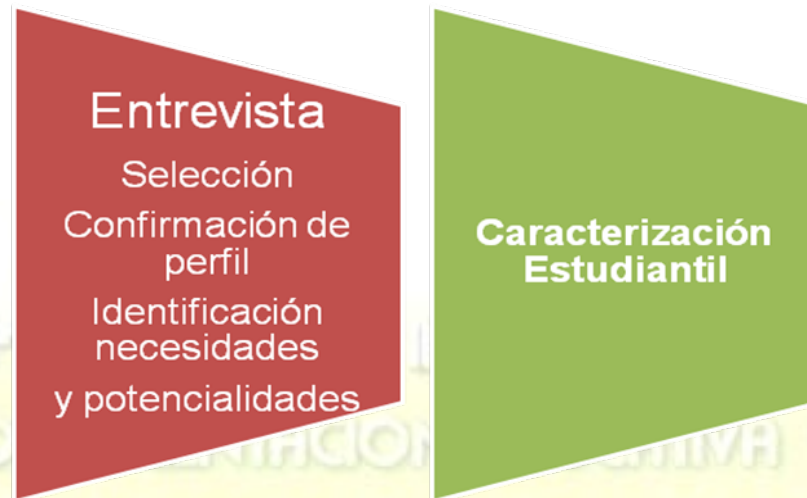 Entrevista
Selección
Confirmación de
perfil
Identificación
necesidades
y potencialidades
Caracterización
Estudiantil